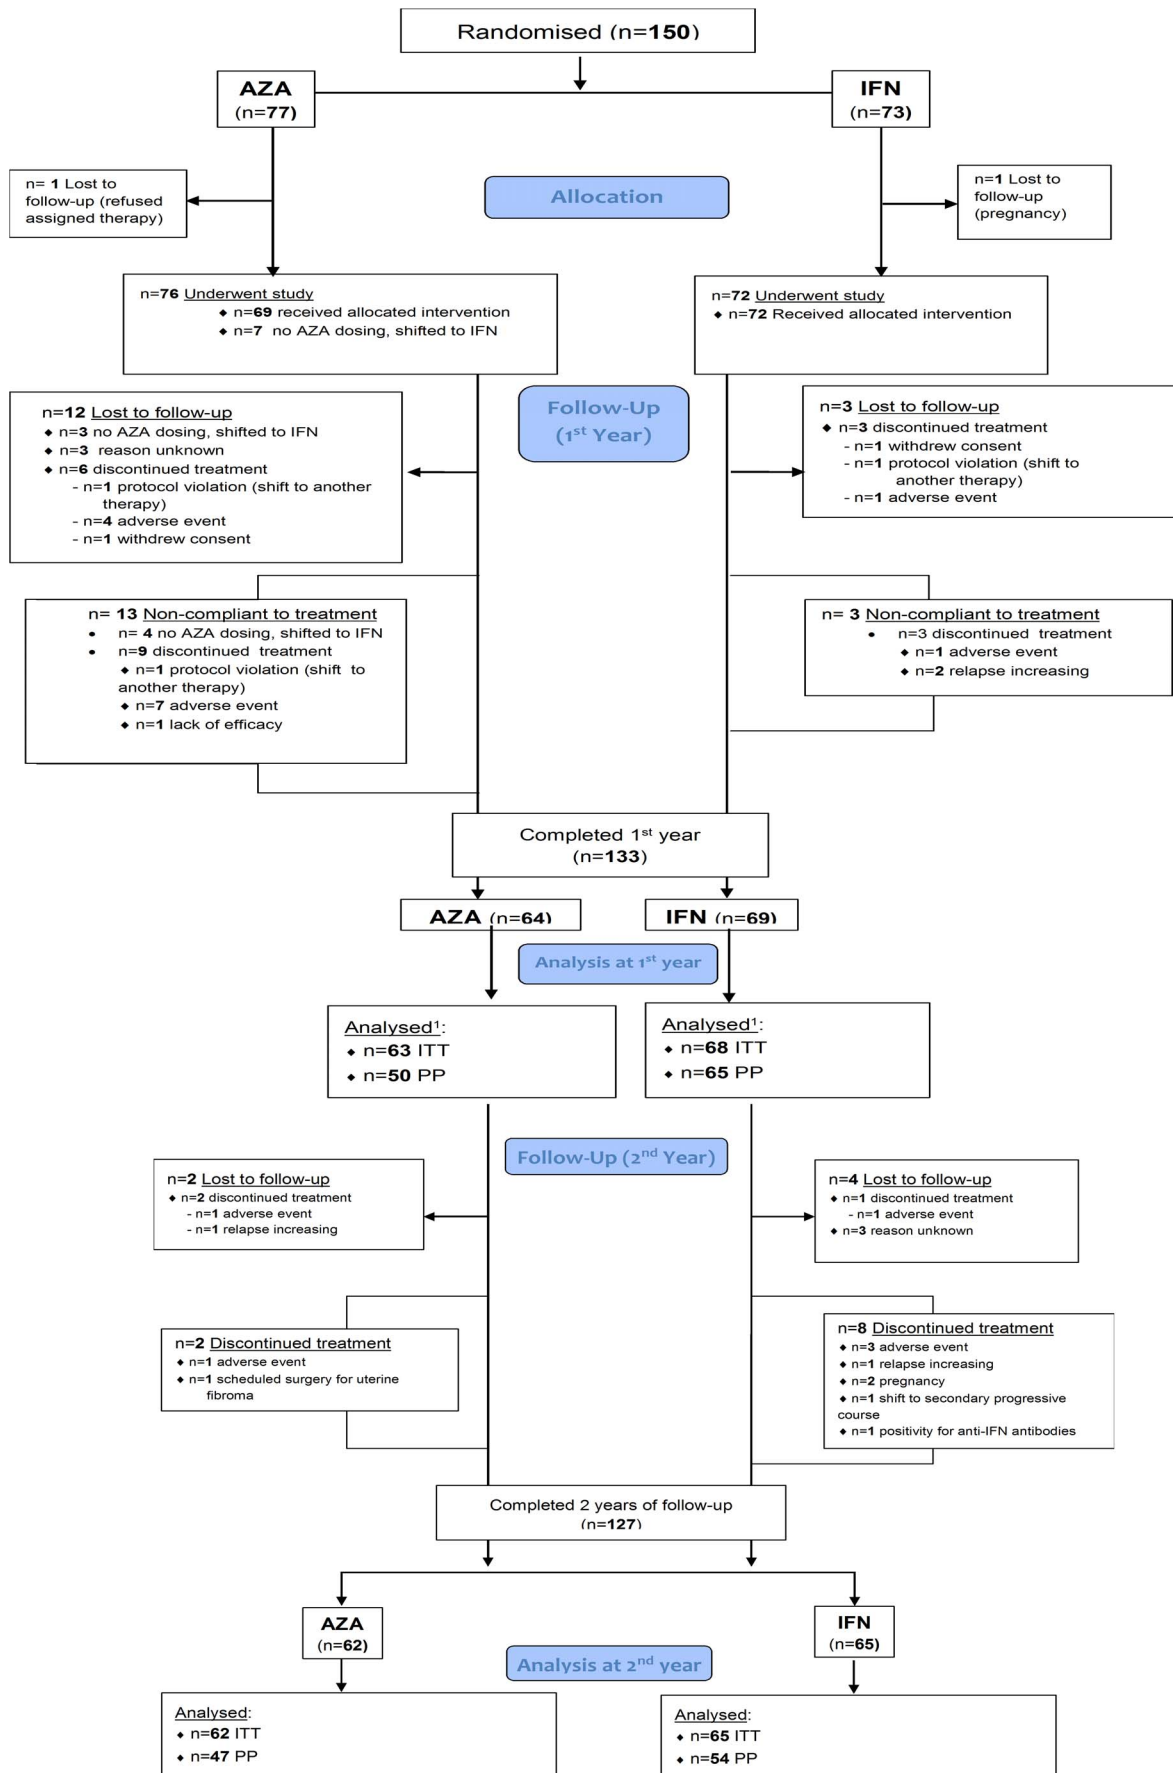 Randomised (n=150)
AZA
(n=77)
IFN
(n=73)
n= 1 Lost to
follow-up (refused
assigned therapy)
Allocation
n=1 Lost to
follow-up
(pregnancy)
n=76 Underwent study
◆ n=69 received allocated intervention
◆ n=7 no AZA dosing, shifted to IFN
n=72 Underwent study
◆ n=72 Received allocated intervention
n=12 Lost to follow-up
◆ n=3 no AZA dosing, shifted to IFN
◆ n=3 reason unknown
◆ n=6 discontinued treatment
- n=1 protocol violation (shift to another
therapy)
- n=4 adverse event
- n=1 withdrew consent
Follow-Up
(1st Year)
n=3 Lost to follow-up
◆ n=3 discontinued treatment
- n=1 withdrew consent
- n=1 protocol violation (shift to
another therapy)
- n=1 adverse event
n= 13 Non-compliant to treatment
• n= 4 no AZA dosing, shifted to IFN
• n=9 discontinued treatment
◆ n=1 protocol violation (shift to
another therapy)
◆ n=7 adverse event
◆ n=1 lack of efficacy
n= 3 Non-compliant to treatment
• n=3 discontinued treatment
◆ n=1 adverse event
◆ n=2 relapse increasing
Completed 1st year
(n=133)
AZA (n=64)
IFN (n=69)
Analysis at 1st year
Analysed1:
◆ n=63 ITT
◆ n=50 PP
Analysed1:
◆ n=68 ITT
◆ n=65 PP
Follow-Up (2nd Year)
n=2 Lost to follow-up
◆ n=2 discontinued treatment
- n=1 adverse event
- n=1 relapse increasing
n=4 Lost to follow-up
◆ n=1 discontinued treatment
- n=1 adverse event
◆ n=3 reason unknown
n=2 Discontinued treatment
◆ n=1 adverse event
◆ n=1 scheduled surgery for uterine
fibroma
n=8 Discontinued treatment
◆ n=3 adverse event
◆ n=1 relapse increasing
◆ n=2 pregnancy
◆ n=1 shift to secondary progressive
course
◆ n=1 positivity for anti-IFN antibodies
Completed 2 years of follow-up
(n=127)
AZA
(n=62)
IFN
(n=65)
Analysis at 2nd year
Analysed:
◆ n=62 ITT
◆ n=47 PP
Analysed:
◆ n=65 ITT
◆ n=54 PP